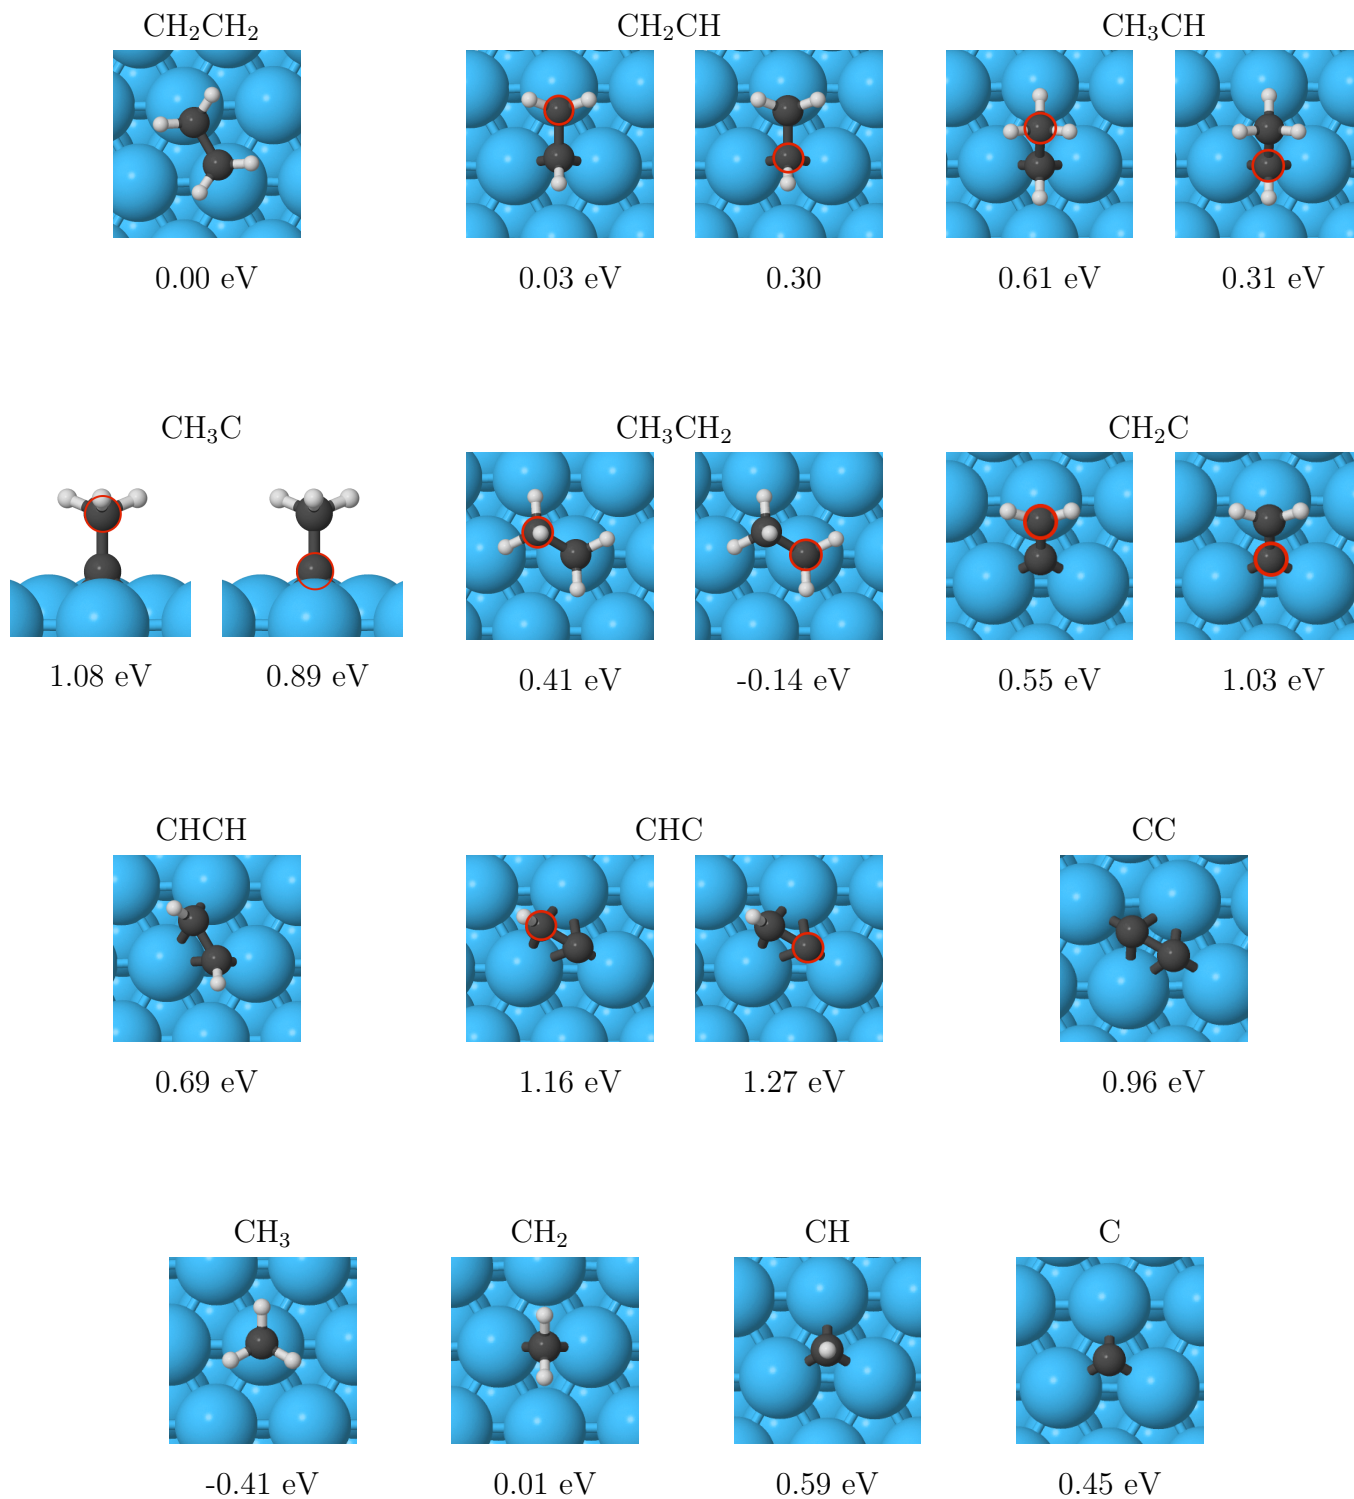 CH₂CH₂
CH₂CH
CH₃CH
0.00 eV
0.03 eV
0.30
0.61 eV
0.31 eV
CH₃C
CH₃CH₂
CH₂C
1.08 eV
0.89 eV
0.41 eV
-0.14 eV
0.55 eV
1.03 eV
CHCH
CHC
CC
0.69 eV
1.16 eV
1.27 eV
0.96 eV
CH₃
CH₂
CH
C
-0.41 eV
0.01 eV
0.59 eV
0.45 eV